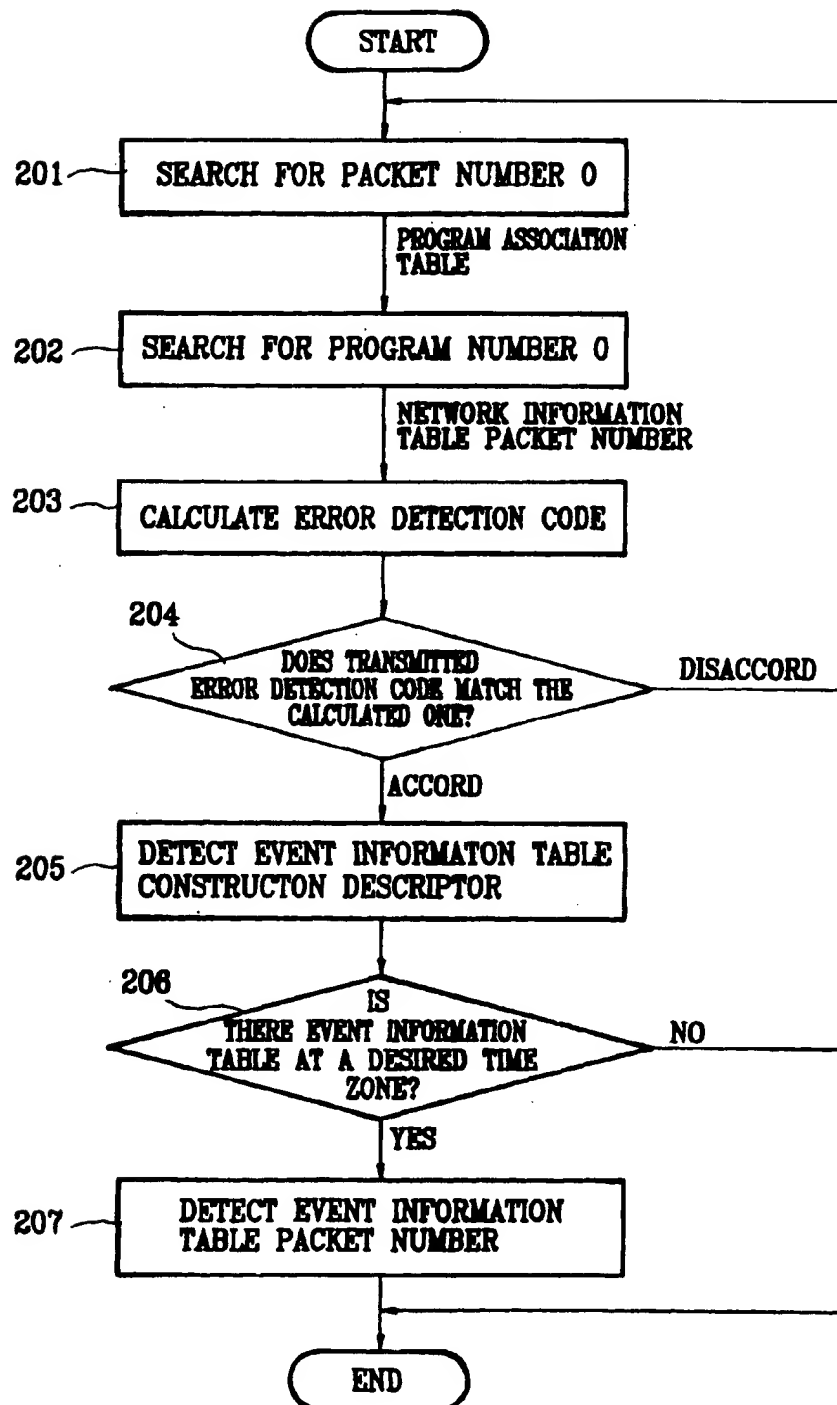 START
201
SEARCH FOR PACKET NUMBER 0
PROGRAM ASSOCIATION
TABLE
202
SEARCH FOR PROGRAM NUMBER 0
NETWORK INFORMATION
TABLE PACKET NUMBER
203
CALCULATE ERROR DETECTION CODE
204
DOES TRANSMITTED
ERROR DETECTION CODE MATCH THE
CALCULATED ONE?
DISACCORD
ACCORD
205
DETECT EVENT INFORMATON TABLE
CONSTRUCTON DESCRIPTOR
206
IS
THERE EVENT INFORMATION
TABLE AT A DESIRED TIME
ZONE?
NO
YES
207
DETECT EVENT INFORMATION
TABLE PACKET NUMBER
END